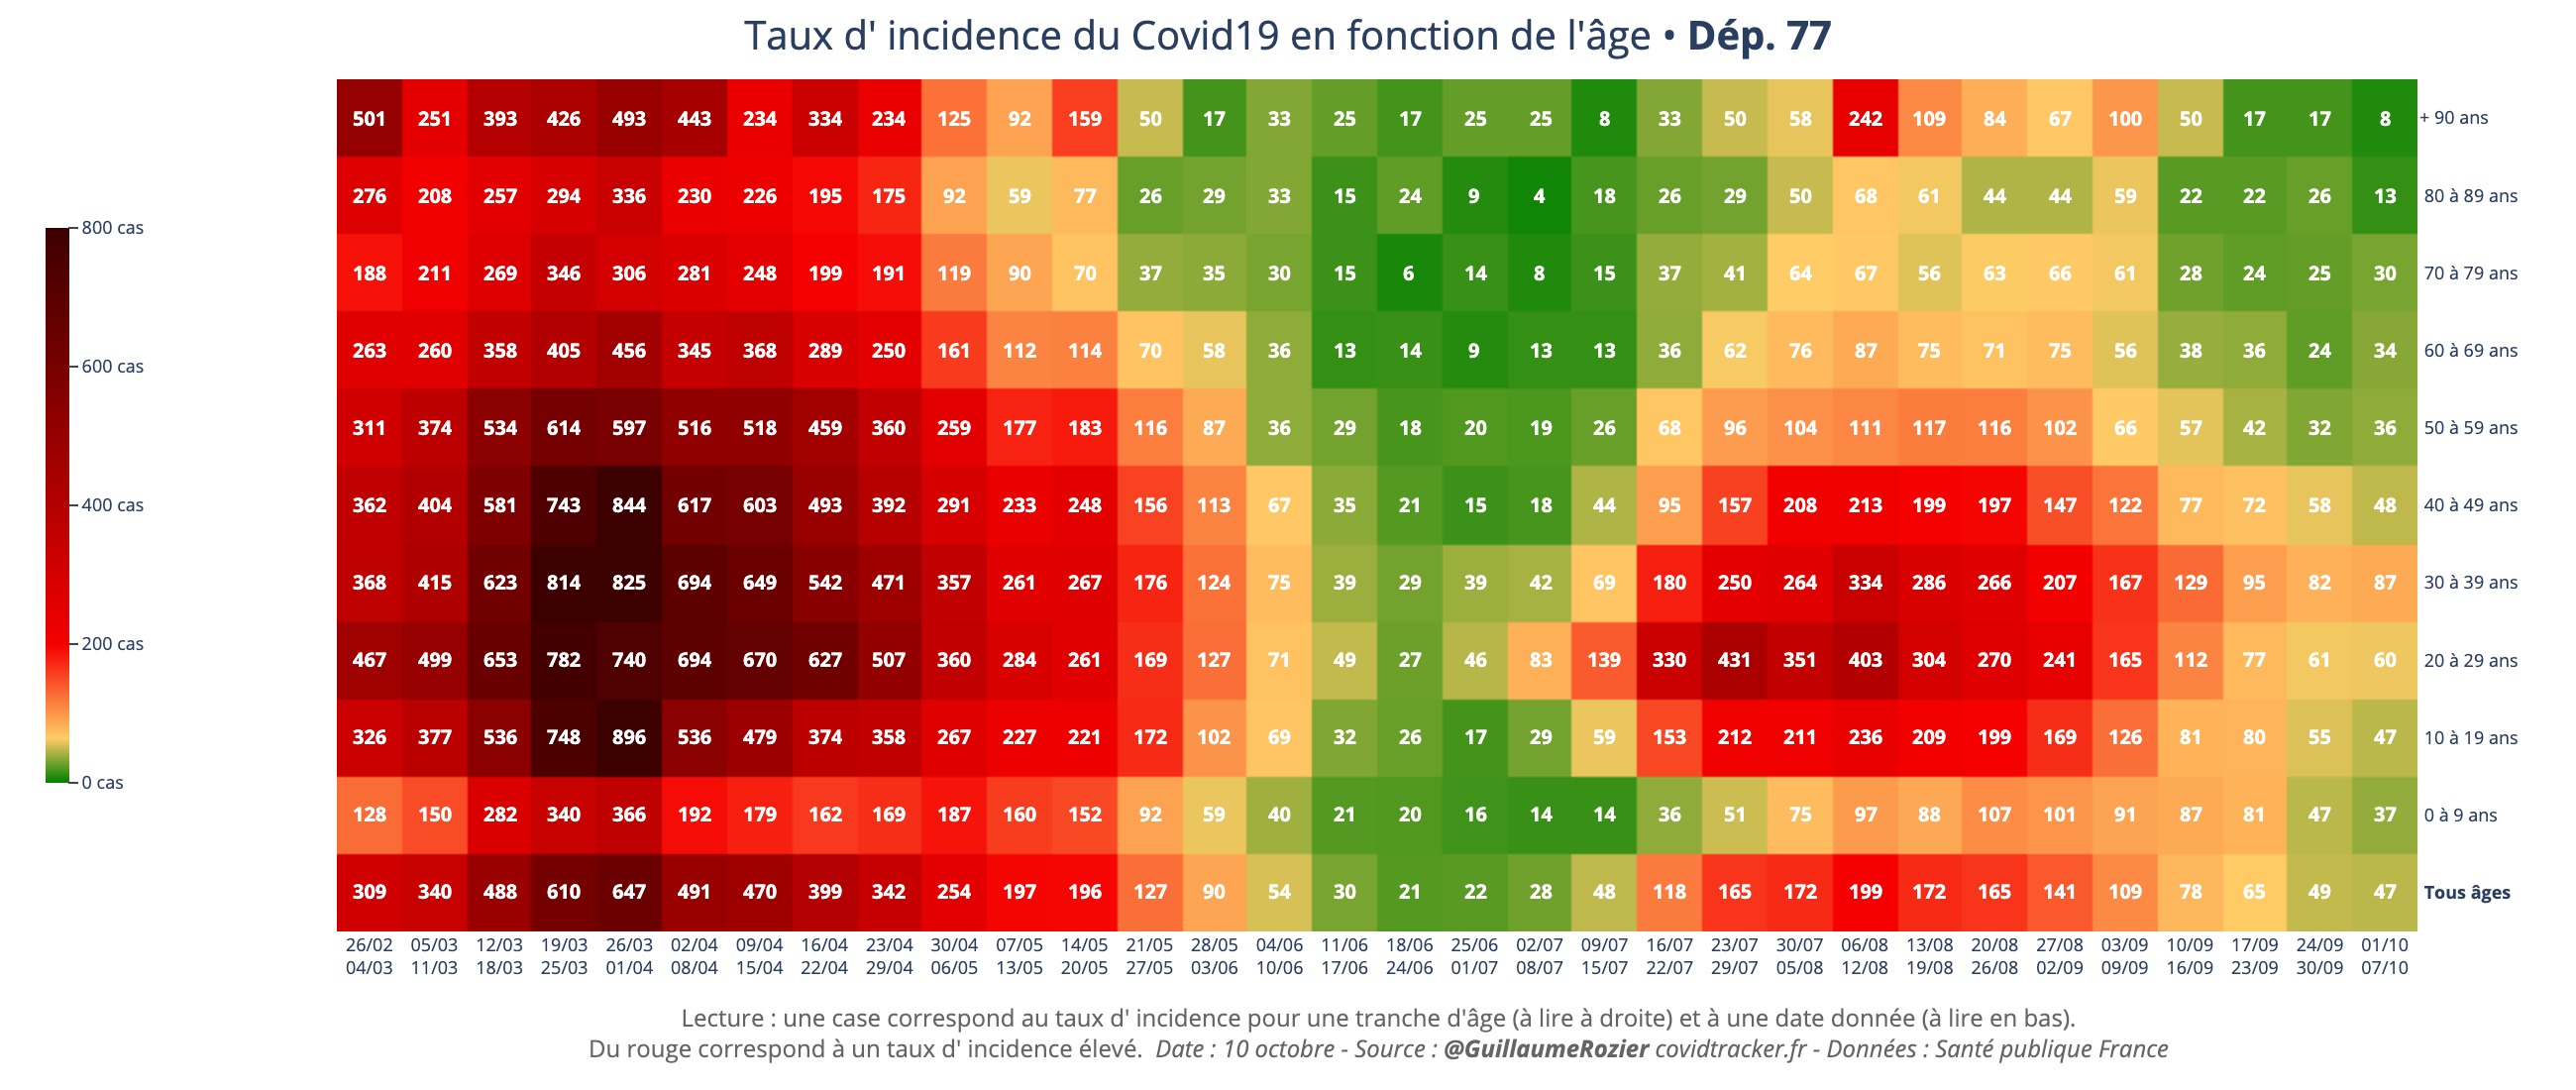 Taux d' incidence du Covid19 en fonction de l'âge • Dép. 77
501 251 393 426 493 443 234 334 234 125 92 159 50 17 33 25 17 25 25 8 33 50 58 242 109 84 67 100 50 17 17 8 + 90 ans
276 208 257 294 336 230 226 195 175 92 59 77 26 29 33 15 24 9 4 18 26 29 50 68 61 44 44 59 22 22 26 13 80 à 89 ans
188 211 269 346 306 281 248 199 191 119 90 70 37 35 30 15 6 14 8 15 37 41 64 67 56 63 66 61 28 24 25 30 70 à 79 ans
263 260 358 405 456 345 368 289 250 161 112 114 70 58 36 13 14 9 13 13 36 62 76 87 75 71 75 56 38 36 24 34 60 à 69 ans
311 374 534 614 597 516 518 459 360 259 177 183 116 87 36 29 18 20 19 26 68 96 104 111 117 116 102 66 57 42 32 36 50 à 59 ans
362 404 581 743 844 617 603 493 392 291 233 248 156 113 67 35 21 15 18 44 95 157 208 213 199 197 147 122 77 72 58 48 40 à 49 ans
368 415 623 814 825 694 649 542 471 357 261 267 176 124 75 39 29 39 42 69 180 250 264 334 286 266 207 167 129 95 82 87 30 à 39 ans
467 499 653 782 740 694 670 627 507 360 284 261 169 127 71 49 27 46 83 139 330 431 351 403 304 270 241 165 112 77 61 60 20 à 29 ans
326 377 536 748 896 536 479 374 358 267 227 221 172 102 69 32 26 17 29 59 153 212 211 236 209 199 169 126 81 80 55 47 10 à 19 ans
128 150 282 340 366 192 179 162 169 187 160 152 92 59 40 21 20 16 14 14 36 51 75 97 88 107 101 91 87 81 47 37 0 à 9 ans
309 340 488 610 647 491 470 399 342 254 197 196 127 90 54 30 21 22 28 48 118 165 172 199 172 165 141 109 78 65 49 47 Tous âges
26/02 05/03 12/03 19/03 26/03 02/04 09/04 16/04 23/04 30/04 07/05 14/05 21/05 28/05 04/06 11/06 18/06 25/06 02/07 09/07 16/07 23/07 30/07 06/08 13/08 20/08 27/08 03/09 10/09 17/09 24/09 01/10
04/03 11/03 18/03 25/03 01/04 08/04 15/04 22/04 29/04 06/05 13/05 20/05 27/05 03/06 10/06 17/06 24/06 01/07 08/07 15/07 22/07 29/07 05/08 12/08 19/08 26/08 02/09 09/09 16/09 23/09 30/09 07/10
800 cas
600 cas
400 cas
200 cas
0 cas
Lecture : une case correspond au taux d' incidence pour une tranche d'âge (à lire à droite) et à une date donnée (à lire en bas).
Du rouge correspond à un taux d' incidence élevé. Date : 10 octobre - Source : @GuillaumeRozier covidtracker.fr - Données : Santé publique France